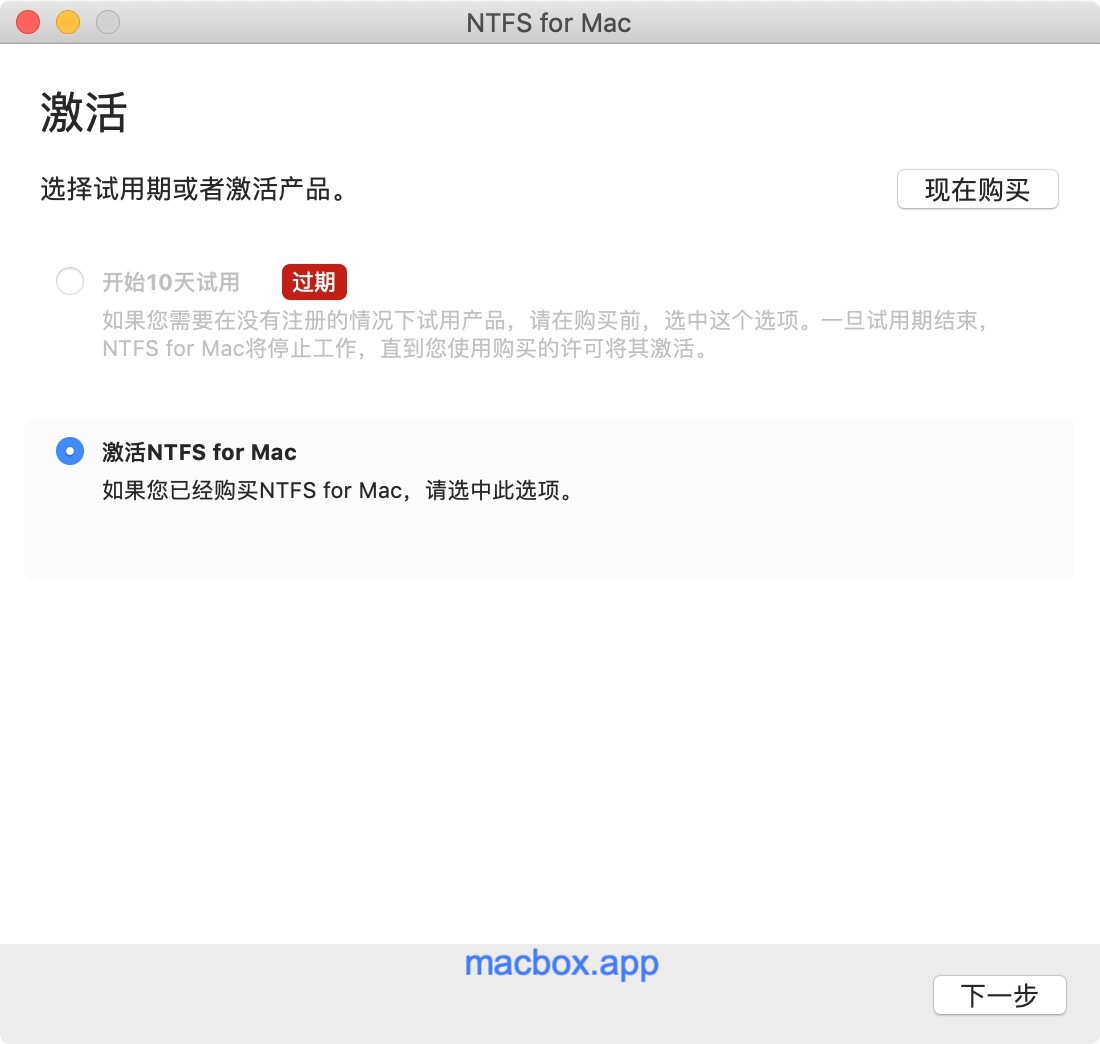 NTFS for Mac
激活
选择试用期或者激活产品。
现在购买
开始10天试用 过期
如果您需要在没有注册的情况下试用产品，请在购买前，选中这个选项。一旦试用期结束，
NTFS for Mac将停止工作，直到您使用购买的许可将其激活。
激活NTFS for Mac
如果您已经购买NTFS for Mac，请选中此选项。
macbox.app
下一步